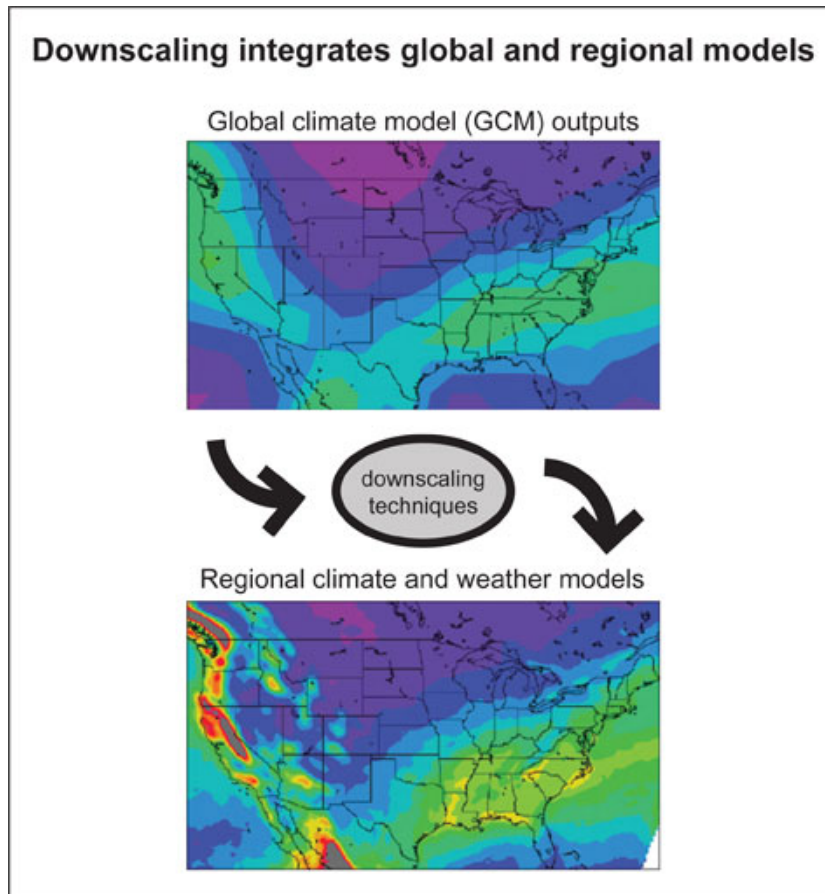 Downscaling integrates global and regional models
Global climate model (GCM) outputs
downscaling
techniques
Regional climate and weather models